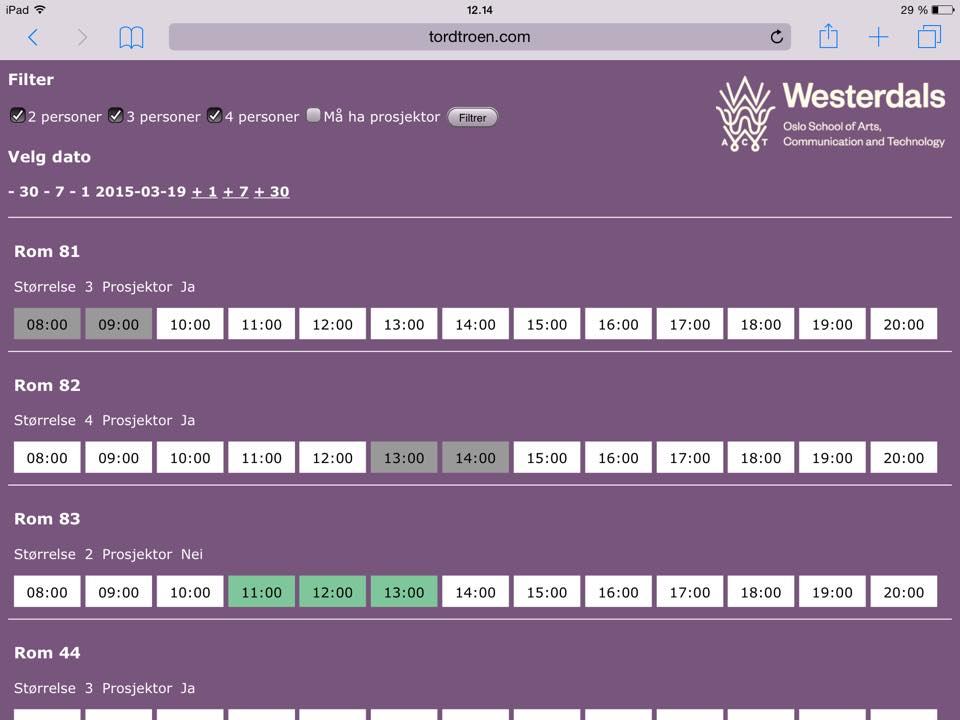 iPad 12.14 29 %
tordtroen.com
Filter
2 personer 3 personer 4 personer Må ha prosjektor Filtrer
Westerdals
Oslo School of Arts,
Communication and Technology
A C T
Velg dato
- 30 - 7 - 1 2015-03-19 + 1 + 7 + 30
Rom 81
Størrelse 3 Prosjektor Ja
08:00 09:00 10:00 11:00 12:00 13:00 14:00 15:00 16:00 17:00 18:00 19:00 20:00
Rom 82
Størrelse 4 Prosjektor Ja
08:00 09:00 10:00 11:00 12:00 13:00 14:00 15:00 16:00 17:00 18:00 19:00 20:00
Rom 83
Størrelse 2 Prosjektor Nei
08:00 09:00 10:00 11:00 12:00 13:00 14:00 15:00 16:00 17:00 18:00 19:00 20:00
Rom 44
Størrelse 3 Prosjektor Ja